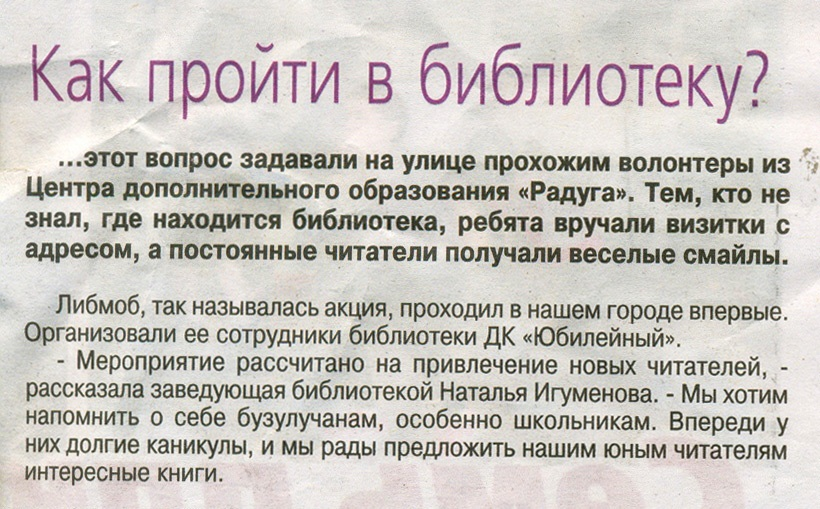 Как пройти в библиотеку?
...этот вопрос задавали на улице прохожим волонтеры из
Центра дополнительного образования «Радуга». Тем, кто не
знал, где находится библиотека, ребята вручали визитки с
адресом, а постоянные читатели получали веселые смайлы.
Либмоб, так называлась акция, проходил в нашем городе впервые.
Организовали ее сотрудники библиотеки ДК «Юбилейный».
- Мероприятие рассчитано на привлечение новых читателей, -
рассказала заведующая библиотекой Наталья Игуменова. - Мы хотим
напомнить о себе бузулучанам, особенно школьникам. Впереди у
них долгие каникулы, и мы рады предложить нашим юным читателям
интересные книги.